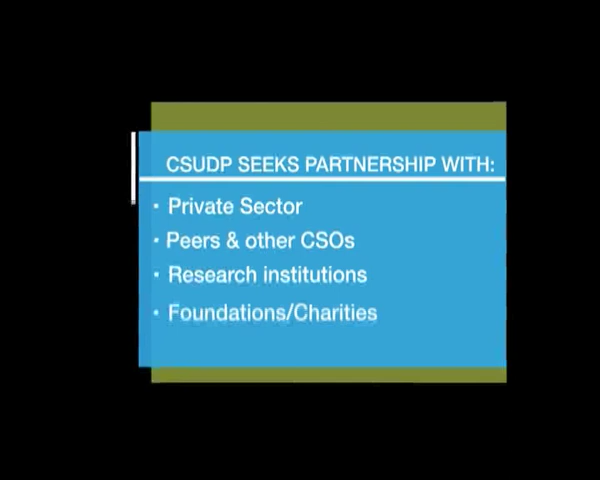 CSUDP SEEKS PARTNERSHIP WITH:
· Private Sector
· Peers & other CSOs
· Research institutions
· Foundations/Charities